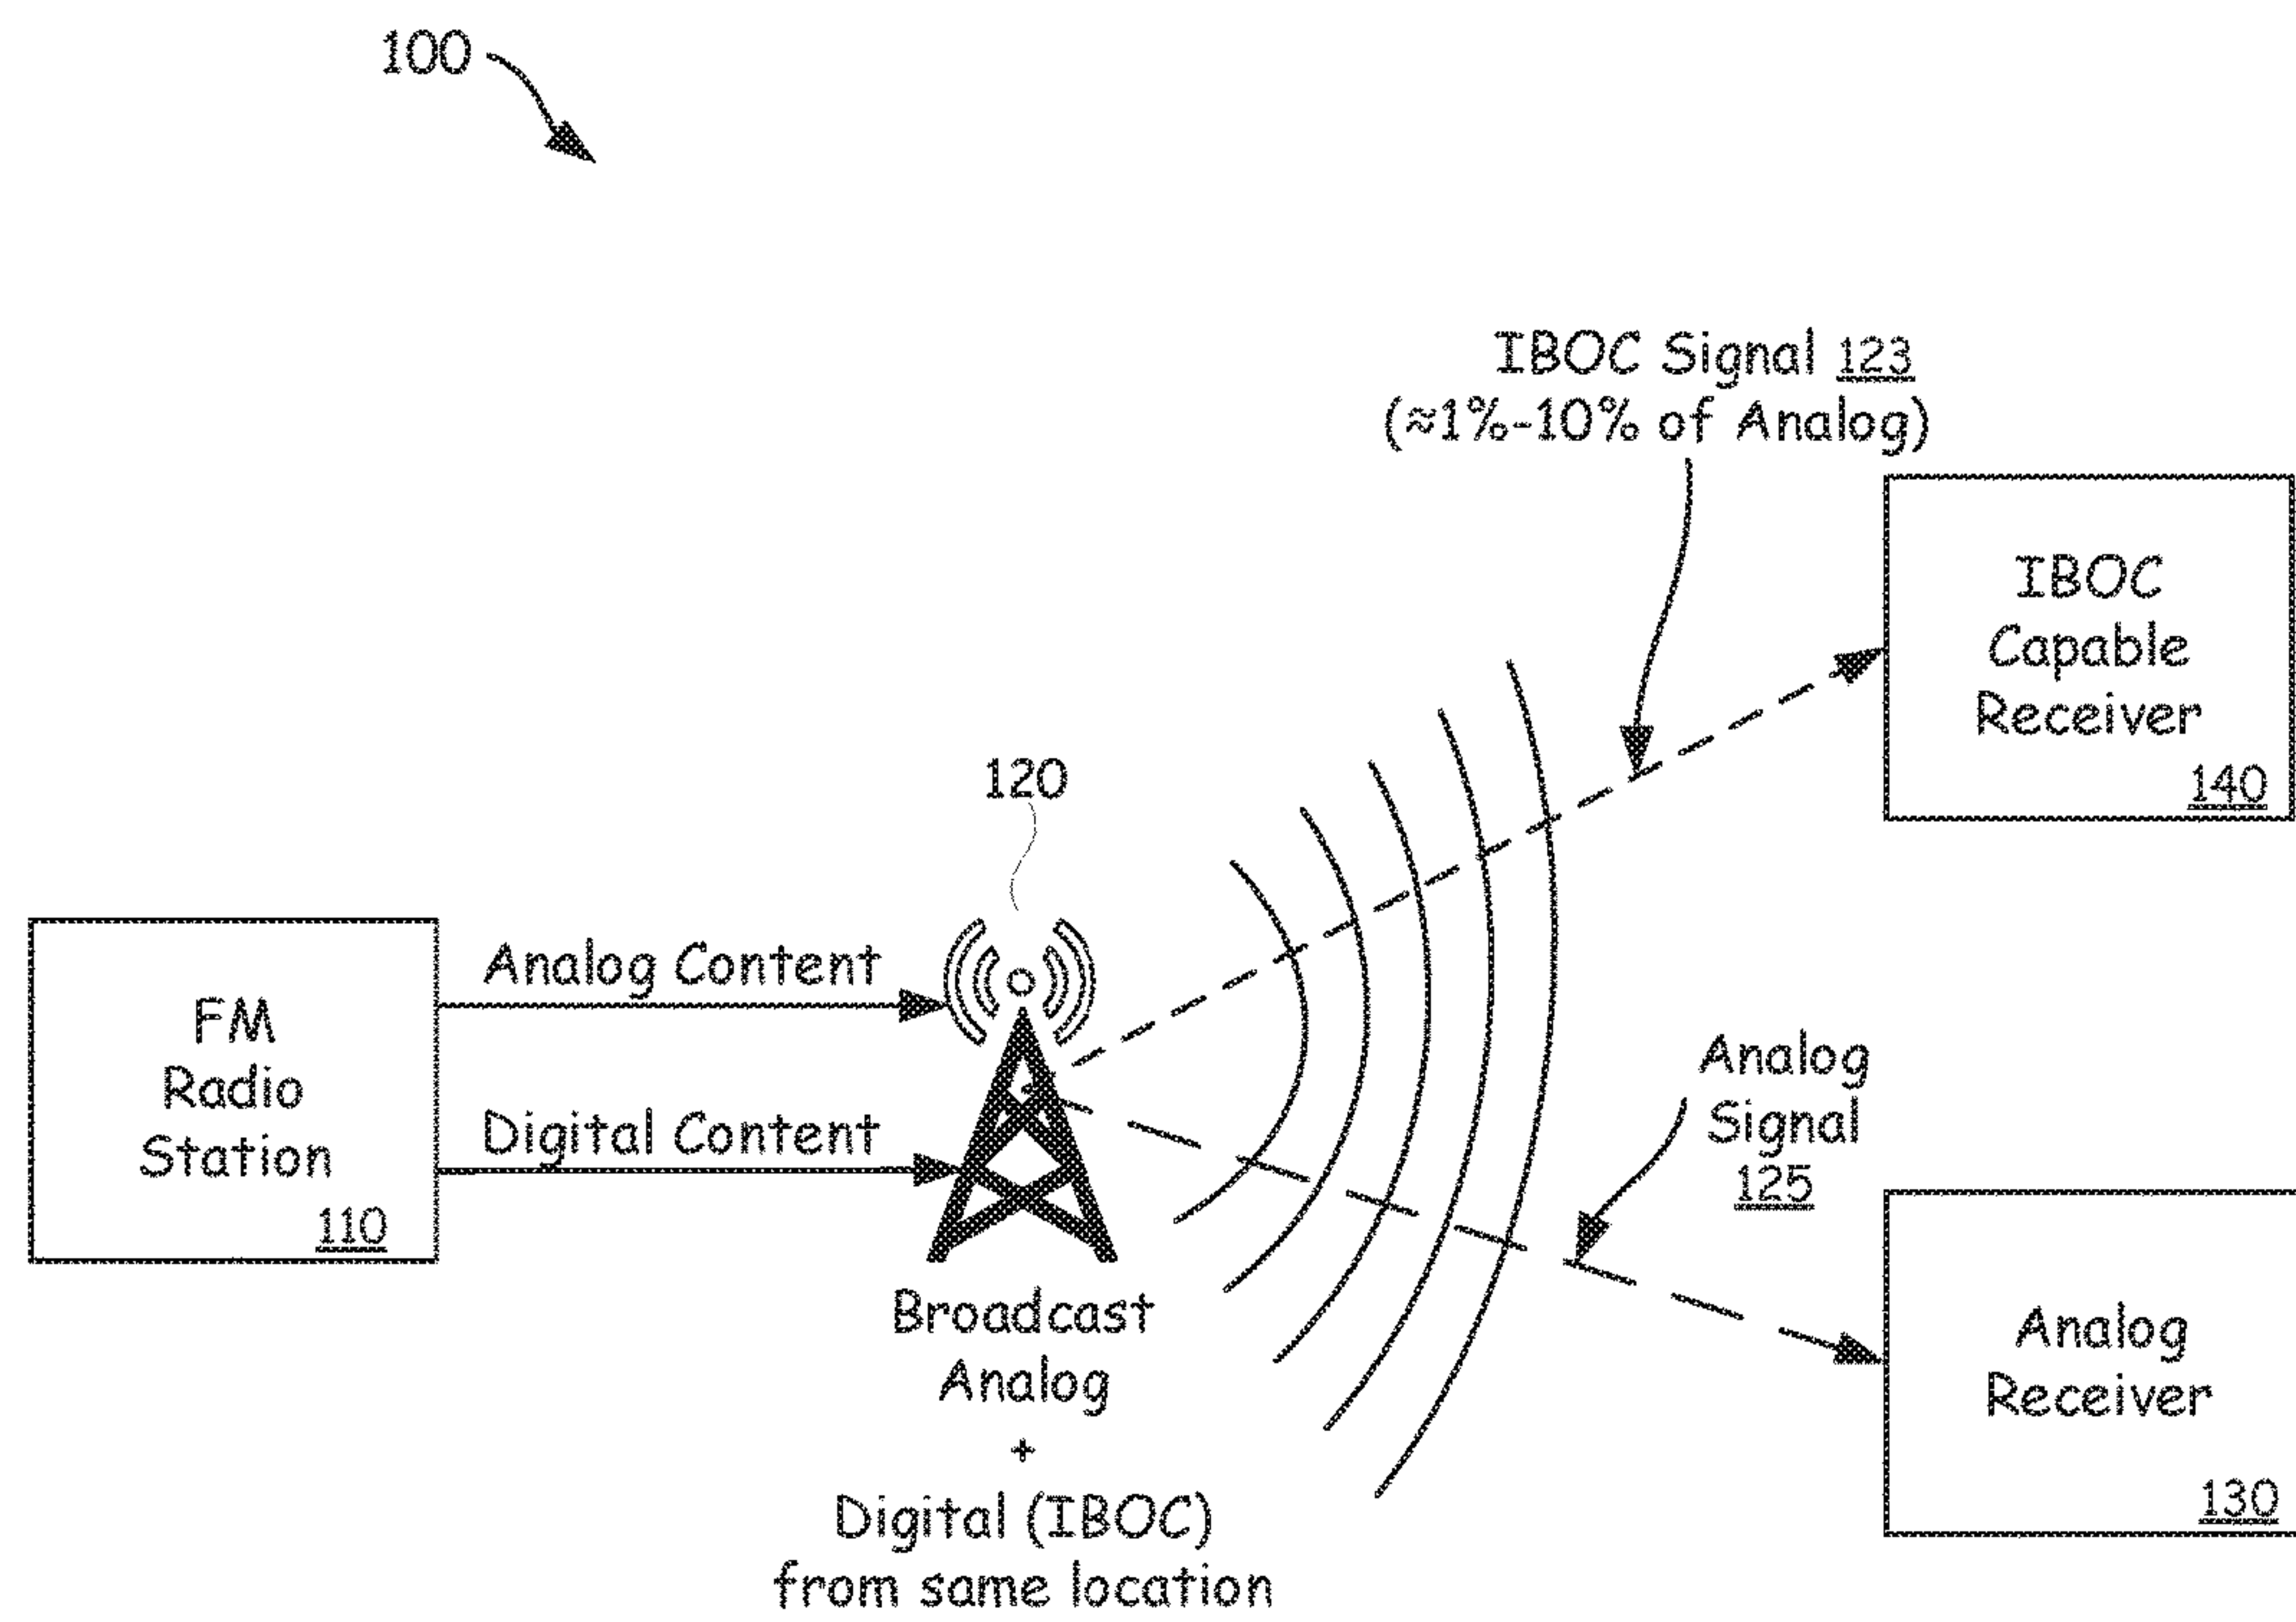 100
IBOC Signal 123
(≈1%-10% of Analog)
IBOC
Capable
Receiver
140
120
FM
Radio
Station
110
Analog Content
Digital Content
Broadcast
Analog
+
Digital (IBOC)
from same location
Analog
Signal
125
Analog
Receiver
130